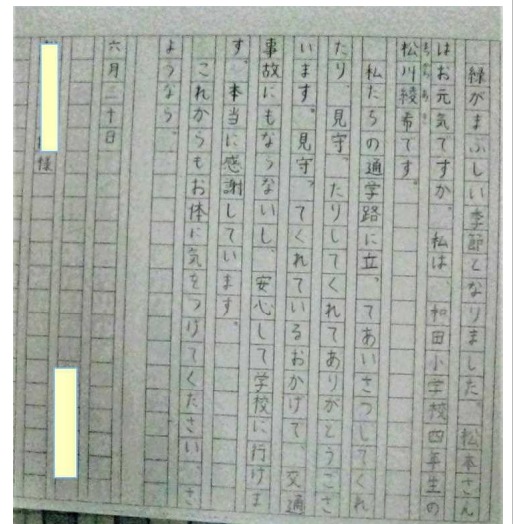 緑がまぶしい季節となりました。松本さん
はお元気ですか。私は、和田小学校四年生の
松川綾希です。
私たちの通学路に立ってあいさつしてくれ
たり、見守ったりしてくれてありがとうござ
います。見守ってくれているおかげで、交通
事故にもならないし、安心して学校に行けま
す。本当に感謝しています。
これからもお体に気をつけてください。さ
ようなら。
六月二十日
様